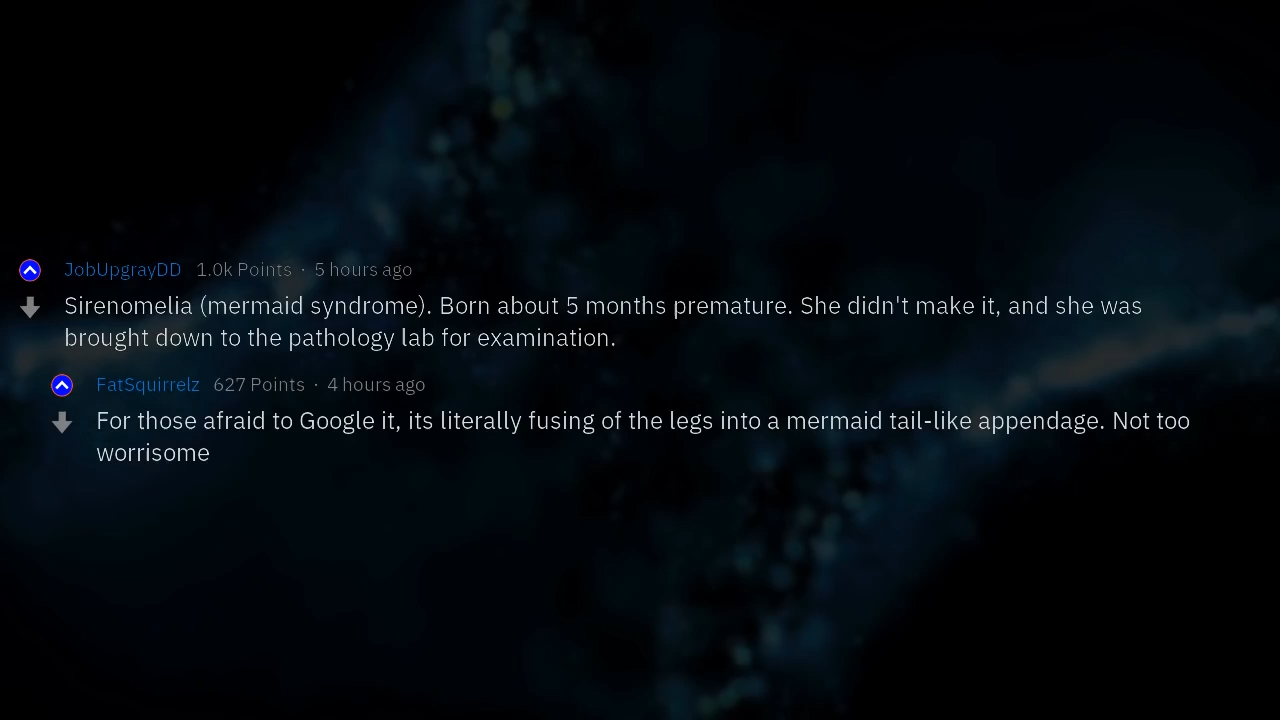 JobUpgrayDD 1.0k Points · 5 hours ago
Sirenomelia (mermaid syndrome). Born about 5 months premature. She didn't make it, and she was
brought down to the pathology lab for examination.
FatSquirrelz 627 Points · 4 hours ago
For those afraid to Google it, its literally fusing of the legs into a mermaid tail-like appendage. Not too
worrisome